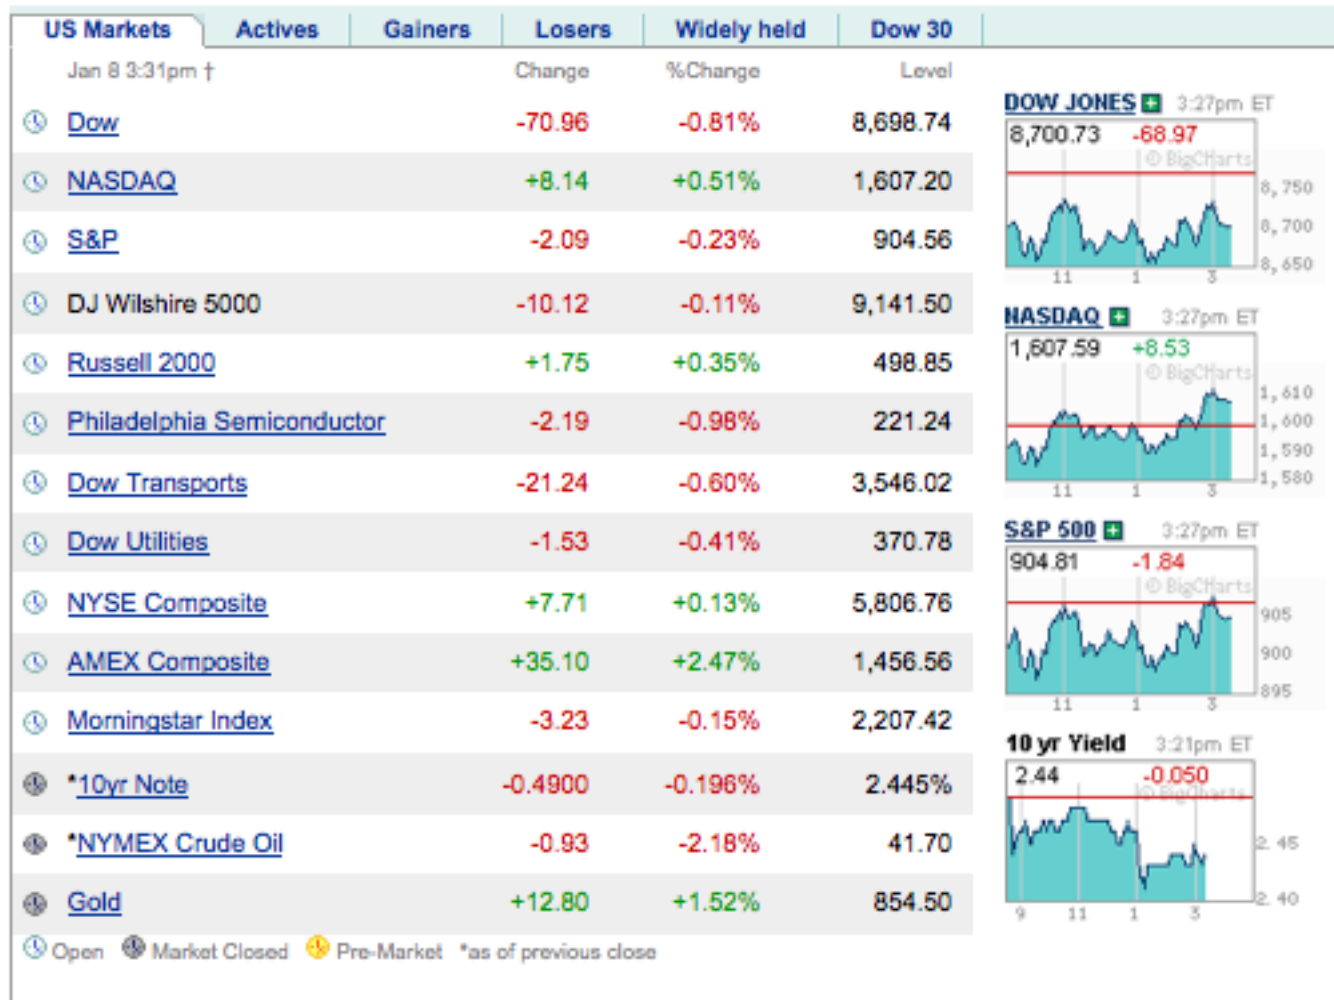 US Markets Actives Gainers Losers Widely held Dow 30
Jan 8 3:31pm † Change %Change Level
Dow -70.96 -0.81% 8,698.74
NASDAQ +8.14 +0.51% 1,607.20
S&P -2.09 -0.23% 904.56
DJ Wilshire 5000 -10.12 -0.11% 9,141.50
Russell 2000 +1.75 +0.35% 498.85
Philadelphia Semiconductor -2.19 -0.98% 221.24
Dow Transports -21.24 -0.60% 3,546.02
Dow Utilities -1.53 -0.41% 370.78
NYSE Composite +7.71 +0.13% 5,806.76
AMEX Composite +35.10 +2.47% 1,456.56
Morningstar Index -3.23 -0.15% 2,207.42
*10yr Note -0.4900 -0.196% 2.445%
*NYMEX Crude Oil -0.93 -2.18% 41.70
Gold +12.80 +1.52% 854.50
Open Market Closed Pre-Market *as of previous close
DOW JONES 3:27pm ET
8,700.73 -68.97
© BigCharts
8,750
8,700
8,650
11 1 3
NASDAQ 3:27pm ET
1,607.59 +8.53
© BigCharts
1,610
1,600
1,590
1,580
11 1 3
S&P 500 3:27pm ET
904.81 -1.84
© BigCharts
905
900
895
11 1 3
10 yr Yield 3:21pm ET
2.44 -0.050
© BigCharts
2.45
2.40
9 11 1 3